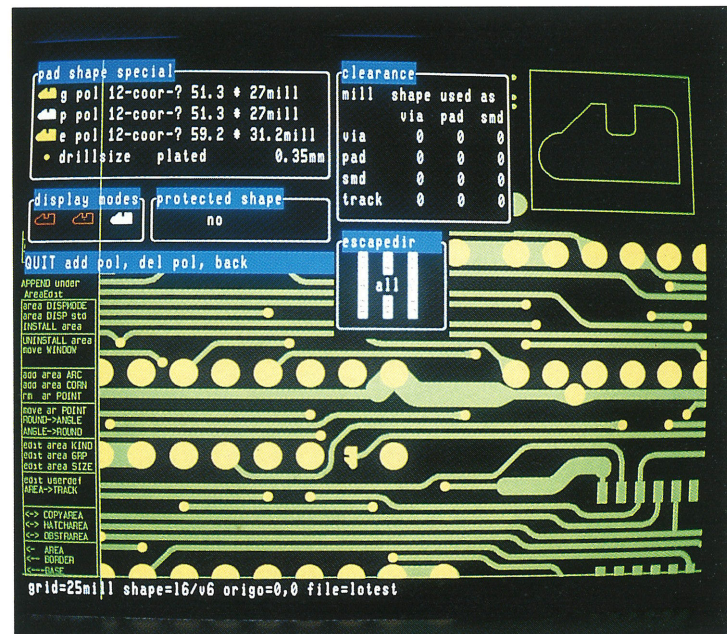 pad shape special
g pol 12-coor-? 51.3 * 27mill
p pol 12-coor-? 51.3 * 27mill
e pol 12-coor-? 59.2 * 31.2mill
drillsize plated 0.35mm
clearance
mill shape used as
via pad smd
via 0 0 0
pad 0 0 0
smd 0 0 0
track 0 0 0
display modes
protected shape
no
escapedir
all
QUIT add pol, del pol, back
APPEND under
AreaEdit
area DISPMODE
area DISP std
INSTALL area
UNINSTALL area
move WINDOW
add area ARC
add area CORN
rm ar POINT
move ar POINT
ROUND->ANGLE
ANGLE->ROUND
edit area KIND
edit area GRP
edit area SIZE
edit userdef
AREA->TRACK
<-> COPYAREA
<-> HATCHAREA
<-> OBSTRAREA
<- AREA
<-- BORDER
<---BASE
grid=25mill shape=16/v6 origo=0,0 file=lotest